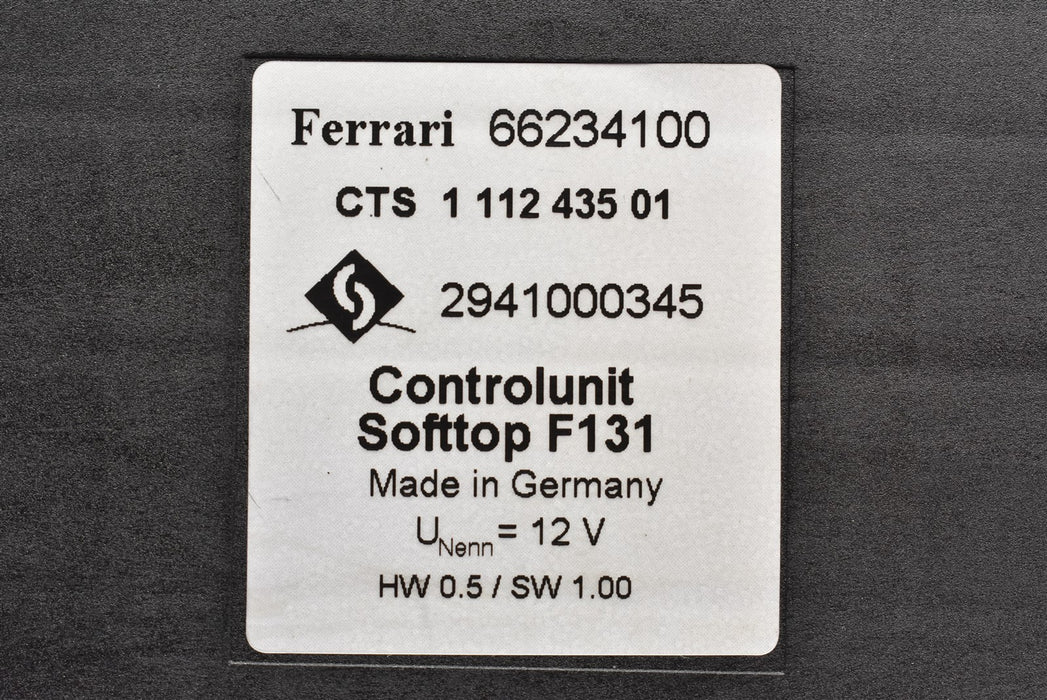 Ferrari 66234100
CTS 1 112 435 01
2941000345
Controlunit
Softtop F131
Made in Germany
UNenn = 12 V
HW 0.5 / SW 1.00